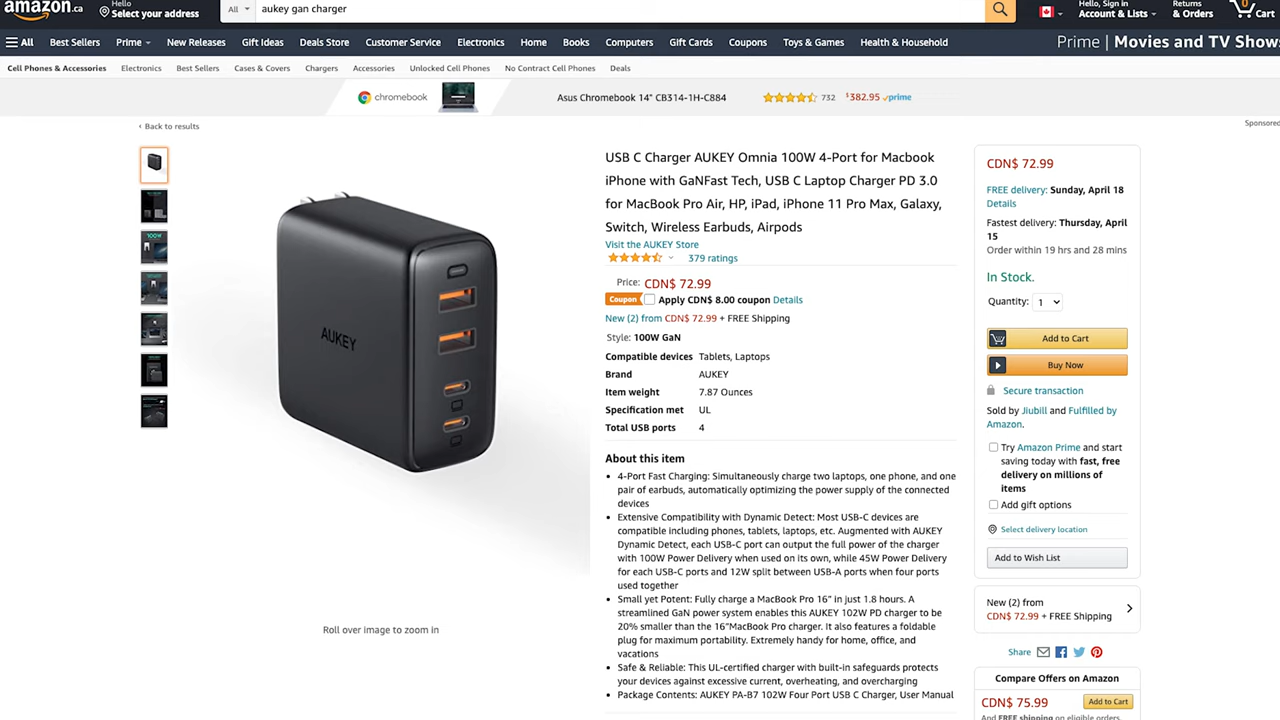 amazon.ca
Hello
Select your address
All
aukey gan charger
Hello, Sign in
Account & Lists
Returns
& Orders
0
Cart
All
Best Sellers
Prime
New Releases
Gift Ideas
Deals Store
Customer Service
Electronics
Home
Books
Computers
Gift Cards
Coupons
Toys & Games
Health & Household
Prime | Movies and TV Shows
Cell Phones & Accessories
Electronics
Best Sellers
Cases & Covers
Chargers
Accessories
Unlocked Cell Phones
No Contract Cell Phones
Deals
chromebook
Asus Chromebook 14" CB314-1H-C884
732
$382.95 prime
Sponsored
‹ Back to results
USB C Charger AUKEY Omnia 100W 4-Port for Macbook
iPhone with GaNFast Tech, USB C Laptop Charger PD 3.0
for MacBook Pro Air, HP, iPad, iPhone 11 Pro Max, Galaxy,
Switch, Wireless Earbuds, Airpods
Visit the AUKEY Store
379 ratings
Price: CDN$ 72.99
Coupon Apply CDN$ 8.00 coupon Details
New (2) from CDN$ 72.99 + FREE Shipping
Style: 100W GaN
Compatible devices Tablets, Laptops
Brand AUKEY
Item weight 7.87 Ounces
Specification met UL
Total USB ports 4
About this item
• 4-Port Fast Charging: Simultaneously charge two laptops, one phone, and one
pair of earbuds, automatically optimizing the power supply of the connected
devices
• Extensive Compatibility with Dynamic Detect: Most USB-C devices are
compatible including phones, tablets, laptops, etc. Augmented with AUKEY
Dynamic Detect, each USB-C port can output the full power of the charger
with 100W Power Delivery when used on its own, while 45W Power Delivery
for each USB-C ports and 12W split between USB-A ports when four ports
used together
• Small yet Potent: Fully charge a MacBook Pro 16” in just 1.8 hours. A
streamlined GaN power system enables this AUKEY 102W PD charger to be
20% smaller than the 16”MacBook Pro charger. It also features a foldable
plug for maximum portability. Extremely handy for home, office, and
vacations
• Safe & Reliable: This UL-certified charger with built-in safeguards protects
your devices against excessive current, overheating, and overcharging
• Package Contents: AUKEY PA-B7 102W Four Port USB C Charger, User Manual
100W
AUKEY
Roll over image to zoom in
CDN$ 72.99
FREE delivery: Sunday, April 18
Details
Fastest delivery: Thursday, April
15
Order within 19 hrs and 28 mins
In Stock.
Quantity: 1
Add to Cart
Buy Now
Secure transaction
Sold by Jiubill and Fulfilled by
Amazon.
Try Amazon Prime and start
saving today with fast, free
delivery on millions of
items
Add gift options
Select delivery location
Add to Wish List
New (2) from
CDN$ 72.99 + FREE Shipping
Share
Compare Offers on Amazon
CDN$ 75.99
Add to Cart
And FREE shipping on eligible orders.